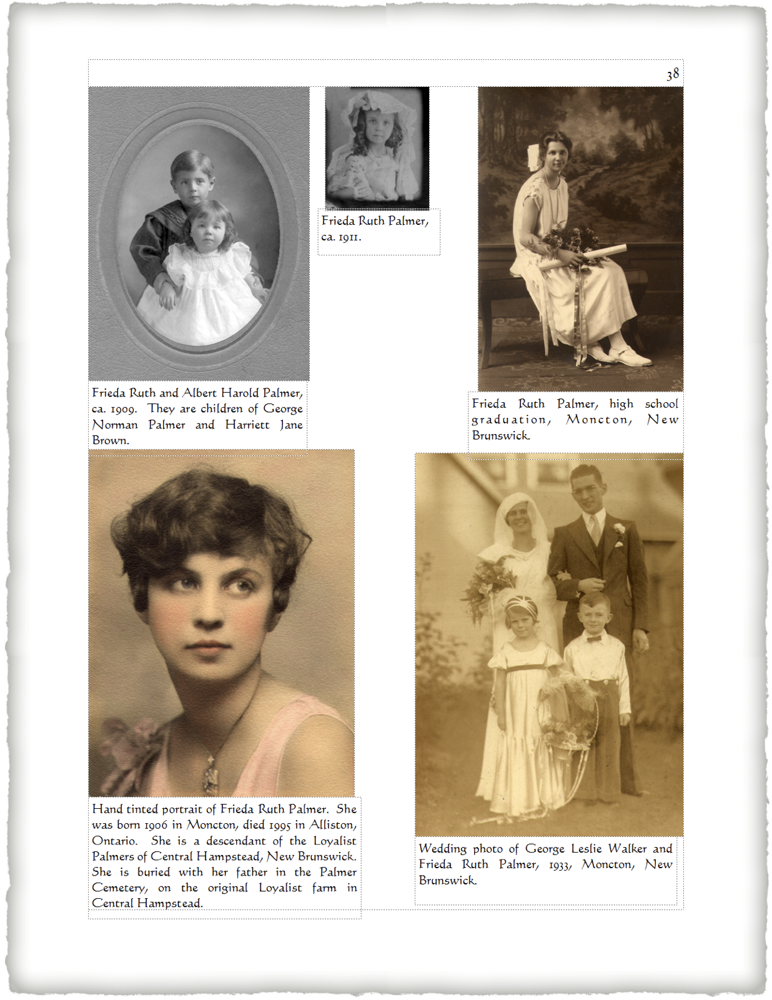 38
Frieda Ruth Palmer,
ca. 1911.
Frieda Ruth and Albert Harold Palmer,
ca. 1909. They are children of George
Norman Palmer and Harriett Jane
Brown.
Frieda Ruth Palmer, high school
graduation, Moncton, New
Brunswick.
Hand tinted portrait of Frieda Ruth Palmer. She
was born 1906 in Moncton, died 1995 in Alliston,
Ontario. She is a descendant of the Loyalist
Palmers of Central Hampstead, New Brunswick.
She is buried with her father in the Palmer
Cemetery, on the original Loyalist farm in
Central Hampstead.
Wedding photo of George Leslie Walker and
Frieda Ruth Palmer, 1933, Moncton, New
Brunswick.